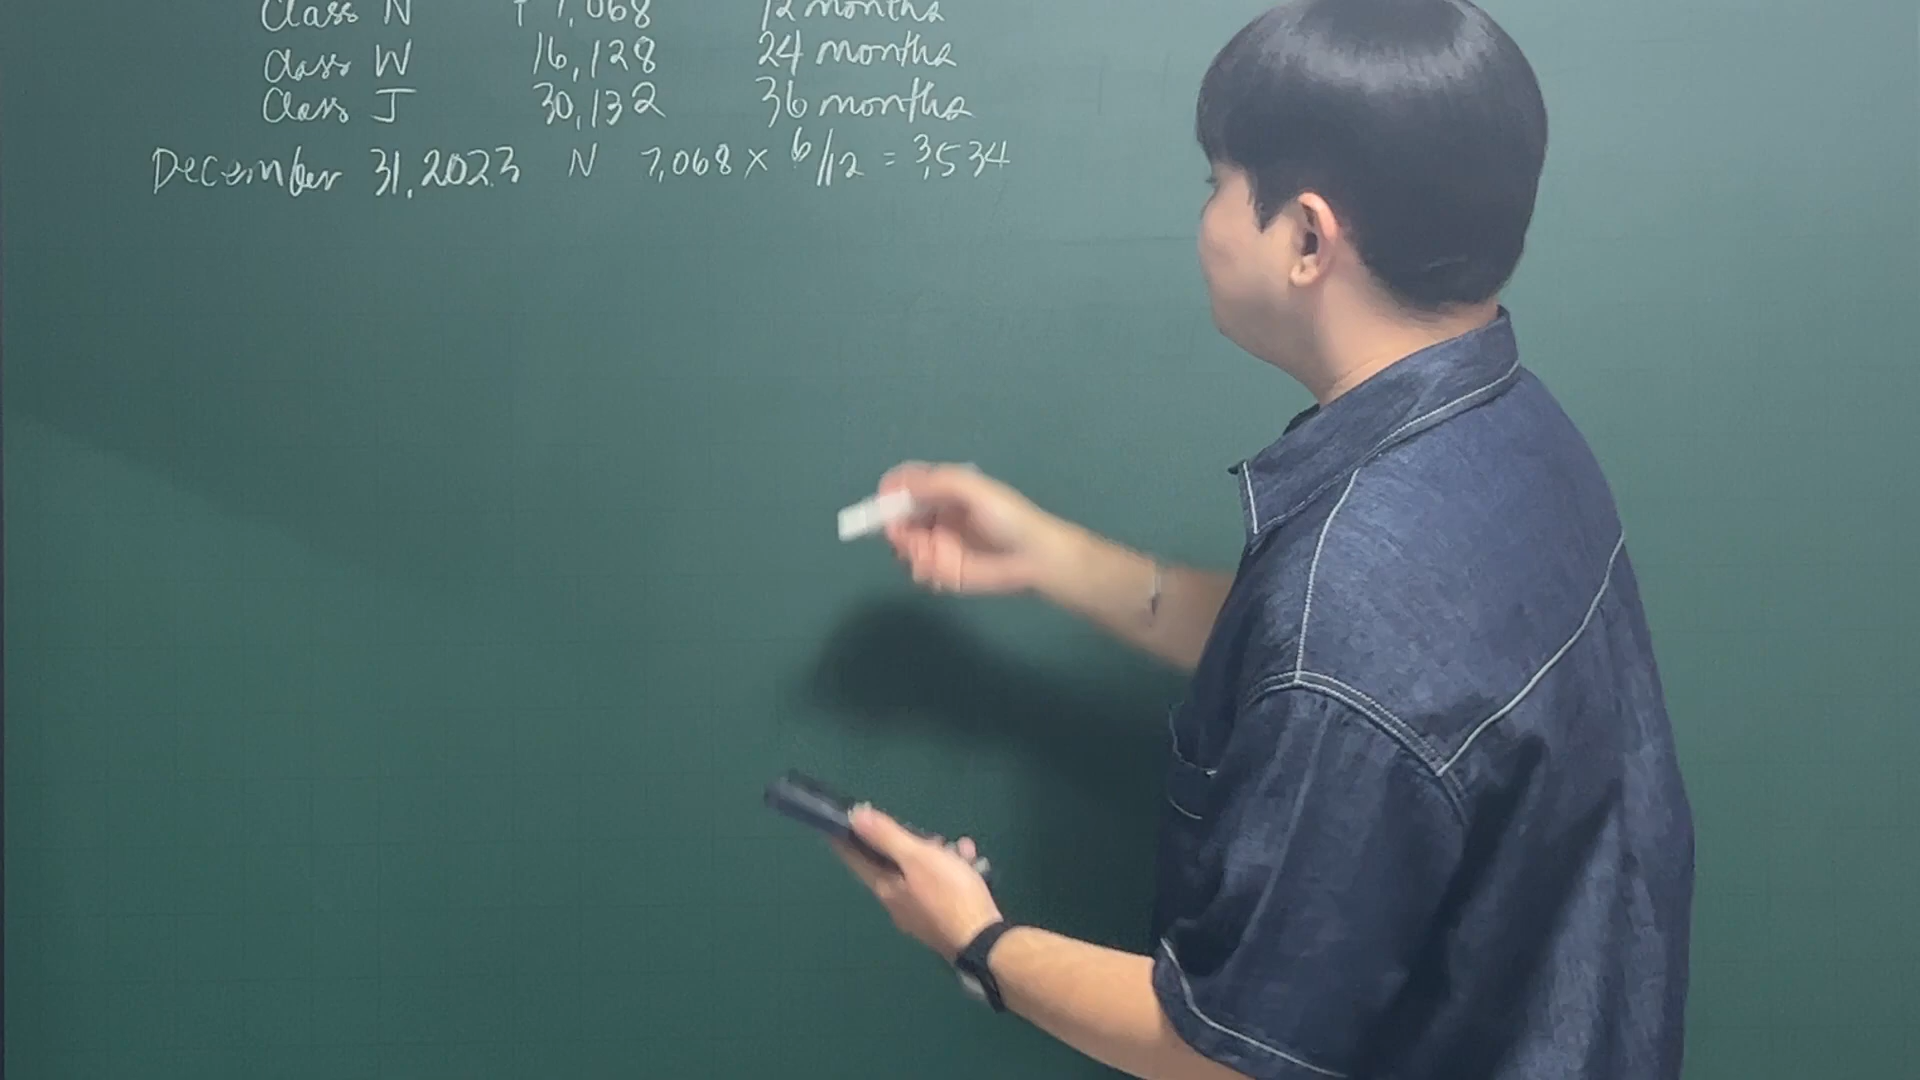 Class N ₱ 7,068 12 months
Class W 16,128 24 months
Class J 30,132 36 months
December 31, 2023 N 7,068 x 6/12 = 3,534